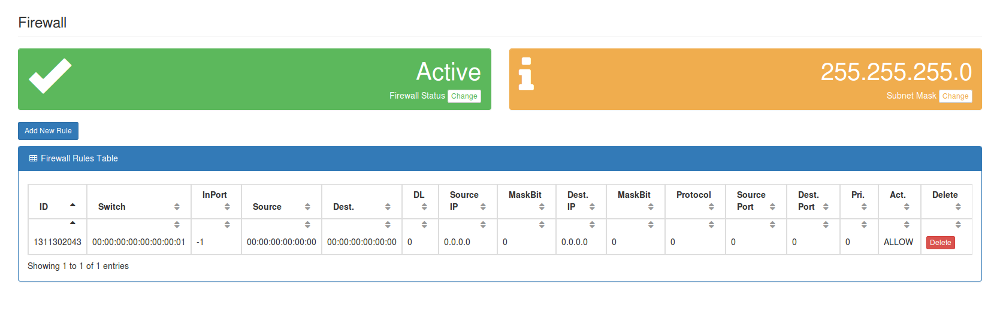 Firewall
Active
Firewall Status Change
255.255.255.0
Subnet Mask Change
Add New Rule
Firewall Rules Table
ID Switch InPort Source Dest. DL Source IP MaskBit Dest. IP MaskBit Protocol Source Port Dest. Port Pri. Act. Delete
1311302043 00:00:00:00:00:00:00:01 -1 00:00:00:00:00:00 00:00:00:00:00:00 0 0.0.0.0 0 0.0.0.0 0 0 0 0 0 ALLOW Delete
Showing 1 to 1 of 1 entries